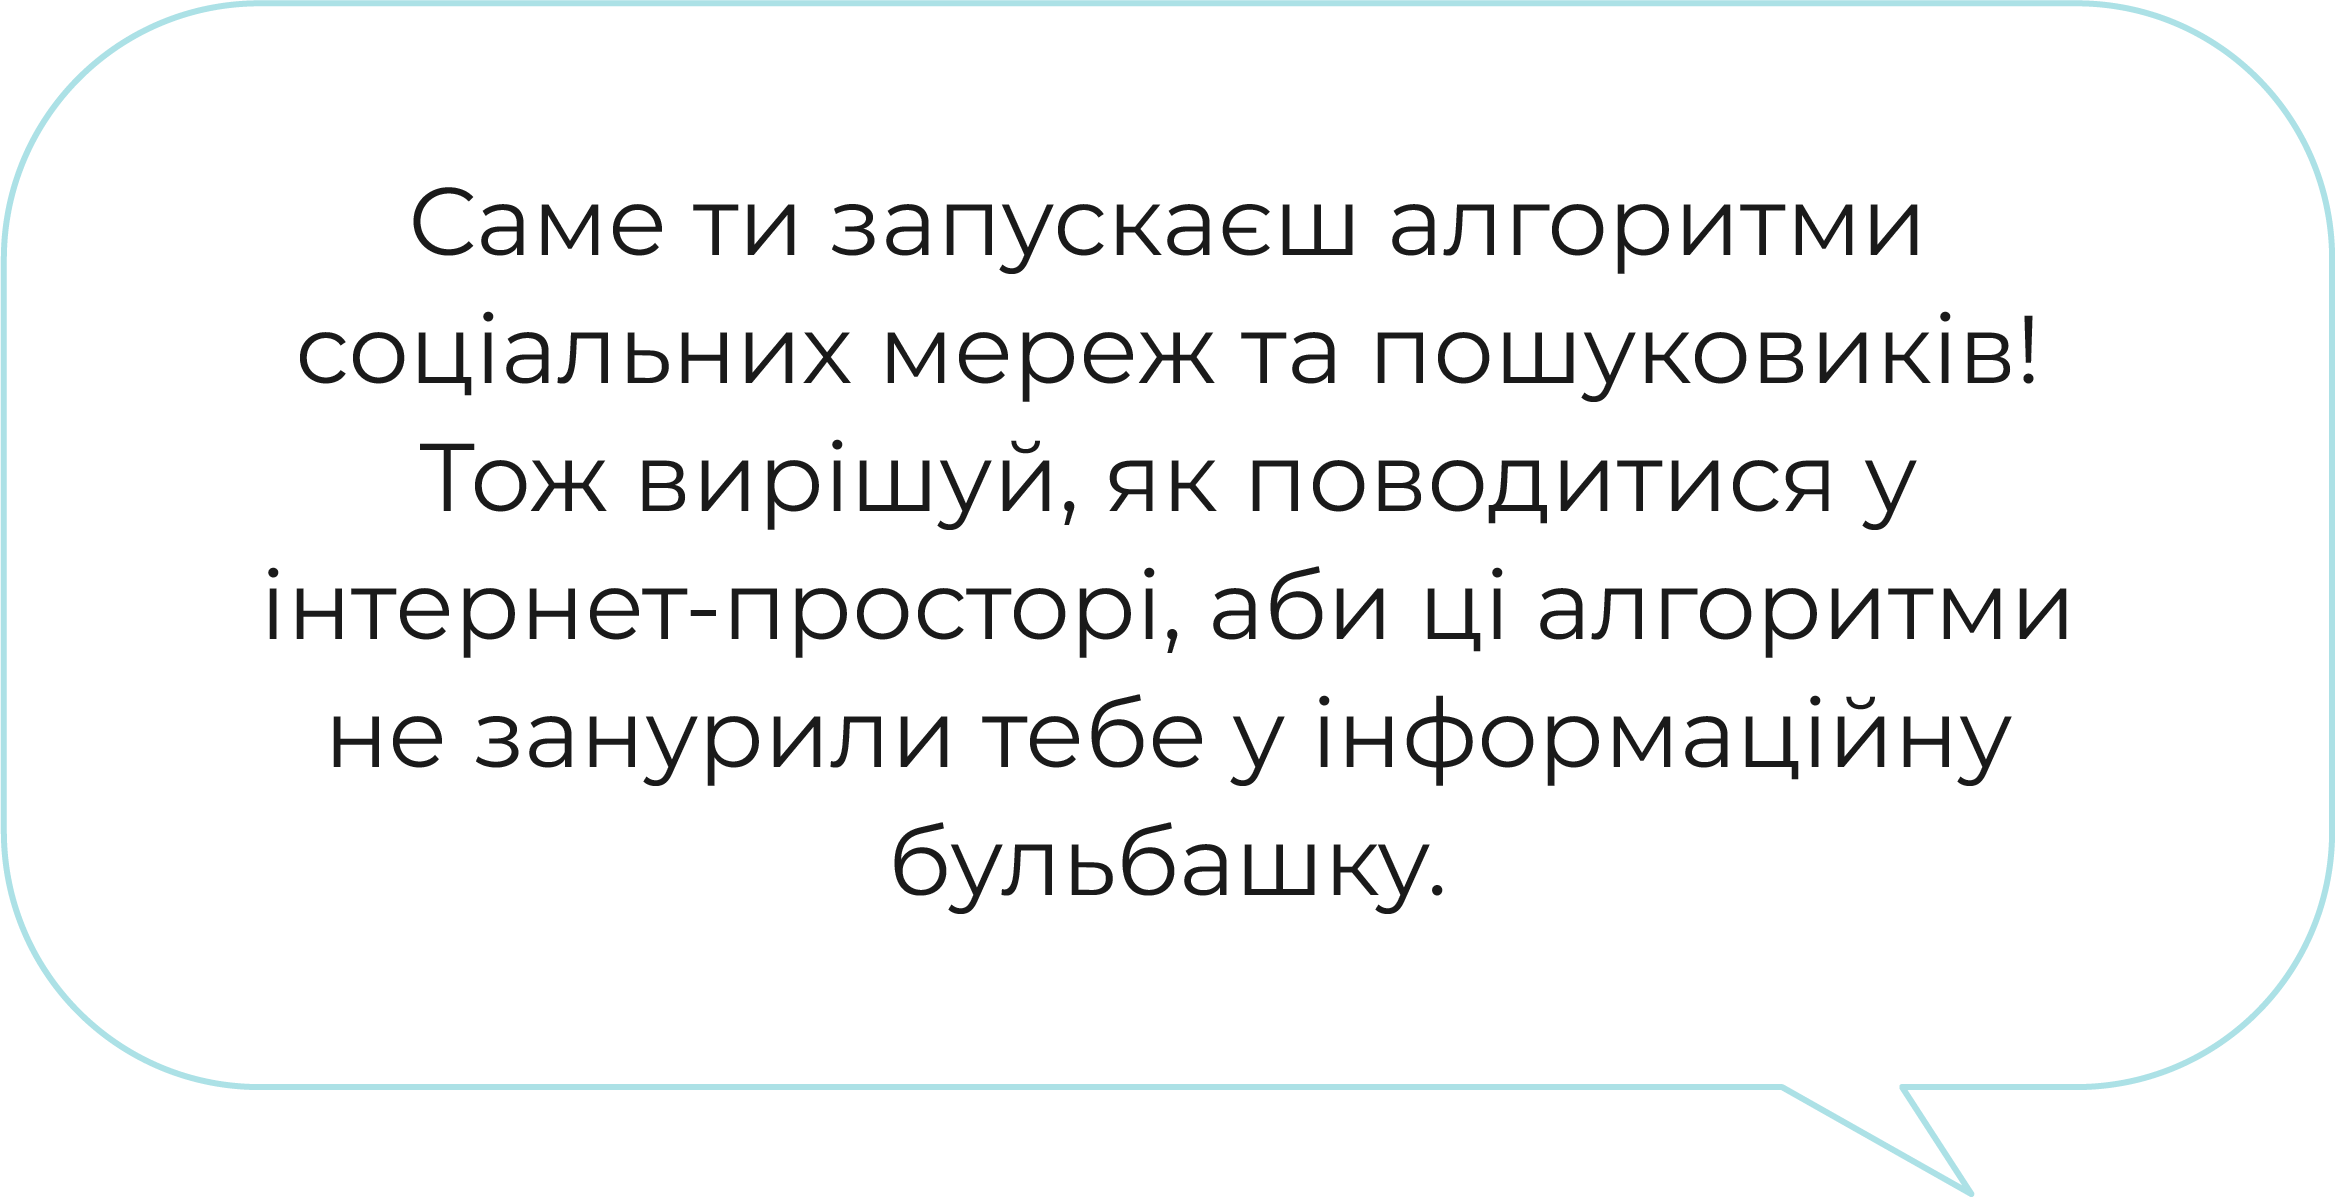 Саме ти запускаєш алгоритми
соціальних мереж та пошуковиків!
Тож вирішуй, як поводитися у
інтернет-просторі, аби ці алгоритми
не занурили тебе у інформаційну
бульбашку.